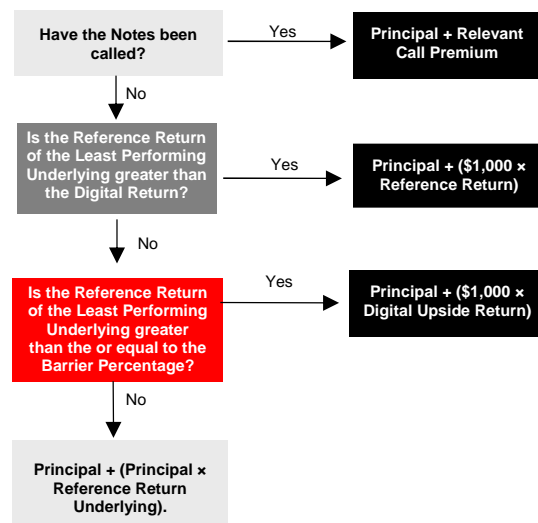 Have the Notes been
called?
Yes
Principal + Relevant
Call Premium
No
Is the Reference Return
of the Least Performing
Underlying greater than
the Digital Return?
Yes
Principal + ($1,000 ×
Reference Return)
No
Is the Reference Return
of the Least Performing
Underlying greater
than the or equal to the
Barrier Percentage?
Yes
Principal + ($1,000 ×
Digital Upside Return)
No
Principal + (Principal ×
Reference Return
Underlying).